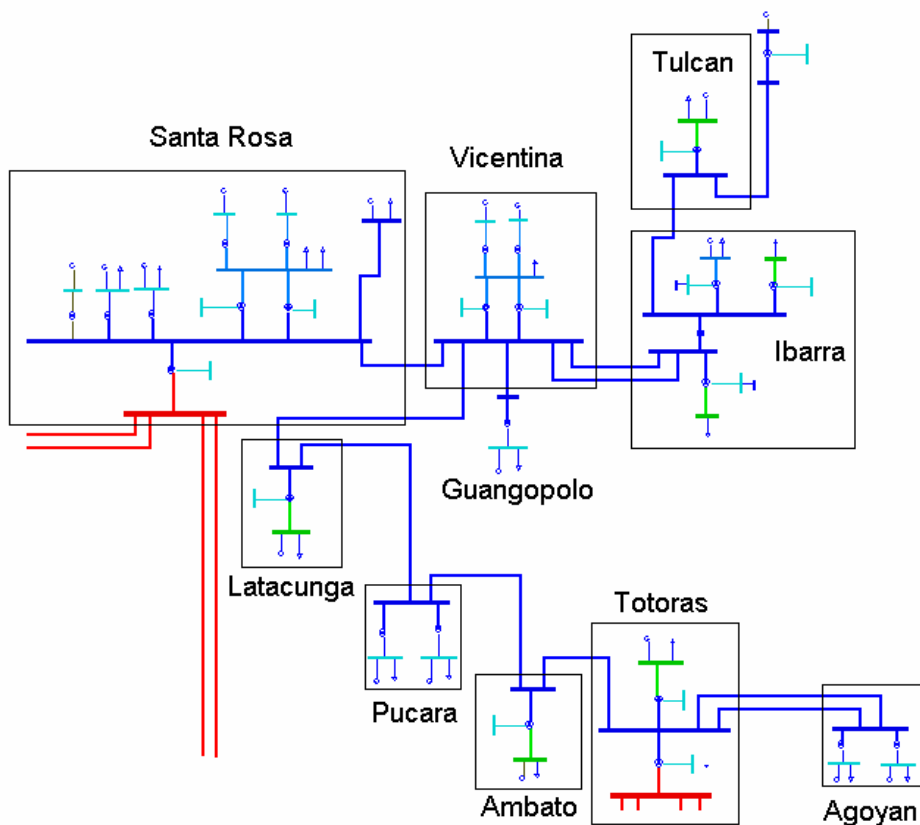 Tulcan
Santa Rosa
Vicentina
Ibarra
Guangopolo
Latacunga
Totoras
Pucara
Ambato
Agoyan